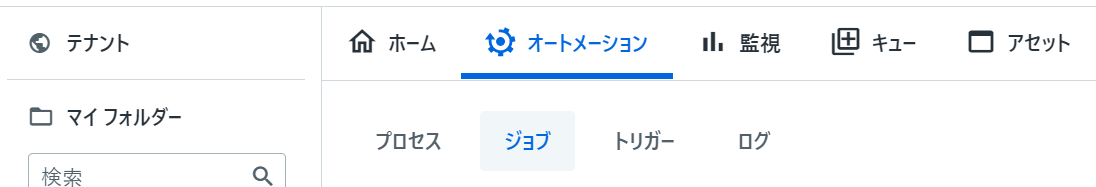 テナント
ホーム オートメーション 監視 キュー アセット
マイ フォルダー
プロセス ジョブ トリガー ログ
検索